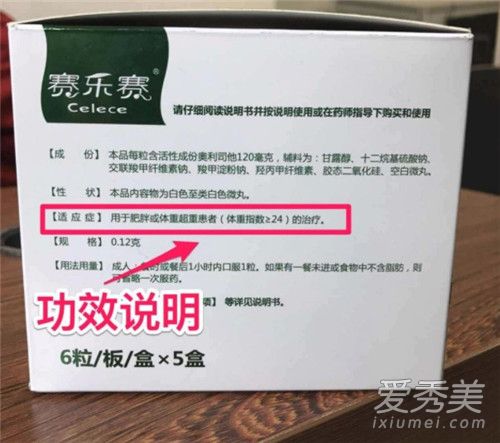 赛乐赛®
Celece
请仔细阅读说明书并按说明使用或在药师指导下购买和使用
【成 份】 本品每粒含活性成份奥利司他120毫克，辅料为：甘露醇、十二烷基硫酸钠、
交联羧甲纤维素钠、羧甲淀粉钠、羟丙甲纤维素、胶态二氧化硅、空白微丸。
【性 状】 本品内容物为白色至类白色微丸。
【适应症】 用于肥胖或体重超重患者（体重指数≥24）的治疗。
【规 格】 0.12克
【用法用量】 成人：时或餐后1小时内口服1粒。如果有一餐未进或食物中不含脂肪，则
可省略一次服药。
项】 等详见说明书。
功效说明
6粒/板/盒×5盒
爱秀美
ixiumei.com